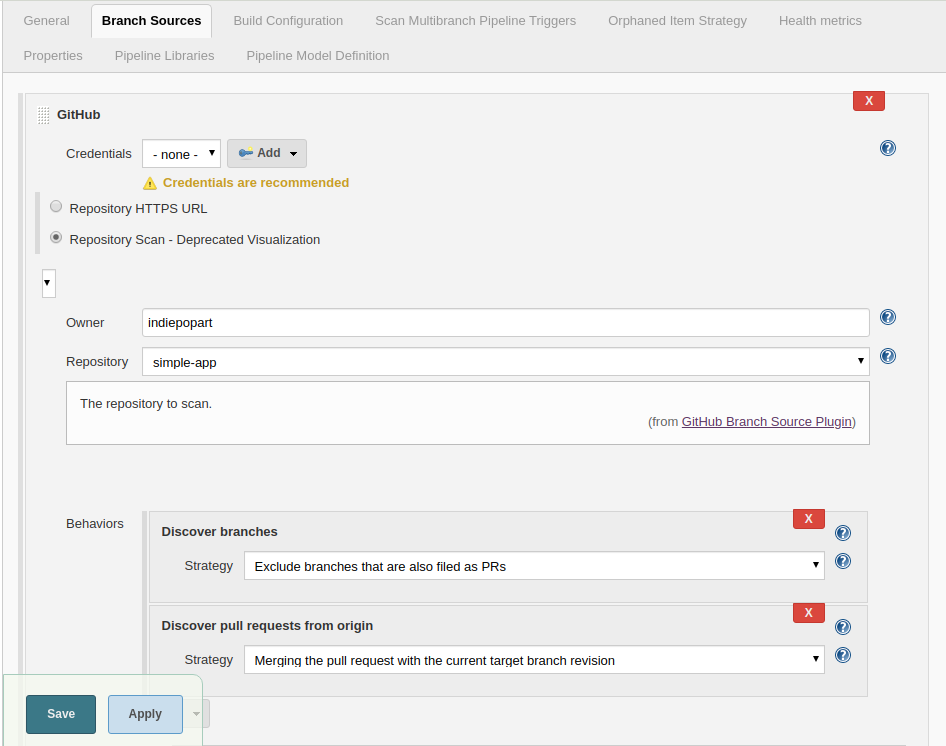 General Branch Sources Build Configuration Scan Multibranch Pipeline Triggers Orphaned Item Strategy Health metrics
Properties Pipeline Libraries Pipeline Model Definition
X
GitHub
Credentials - none - Add
Credentials are recommended
Repository HTTPS URL
Repository Scan - Deprecated Visualization
Owner indiepopart
Repository simple-app
The repository to scan.
(from GitHub Branch Source Plugin)
Behaviors
X
Discover branches
Strategy Exclude branches that are also filed as PRs
X
Discover pull requests from origin
Strategy Merging the pull request with the current target branch revision
Save Apply